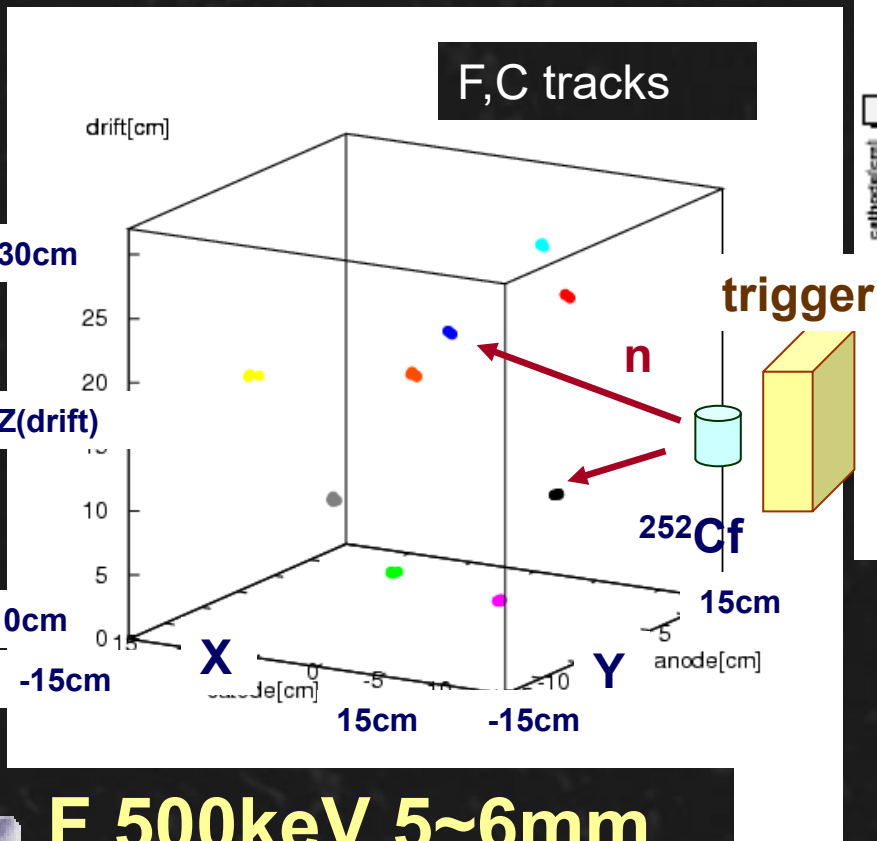 F,C tracks
drift[cm]
30cm
25
trigger
n
20
Z(drift)
10
252Cf
5
15cm
0cm
0
15
X
5
Y
anode[cm]
-15cm
0
-5
-10
15cm
-15cm
F 500keV 5~6mm